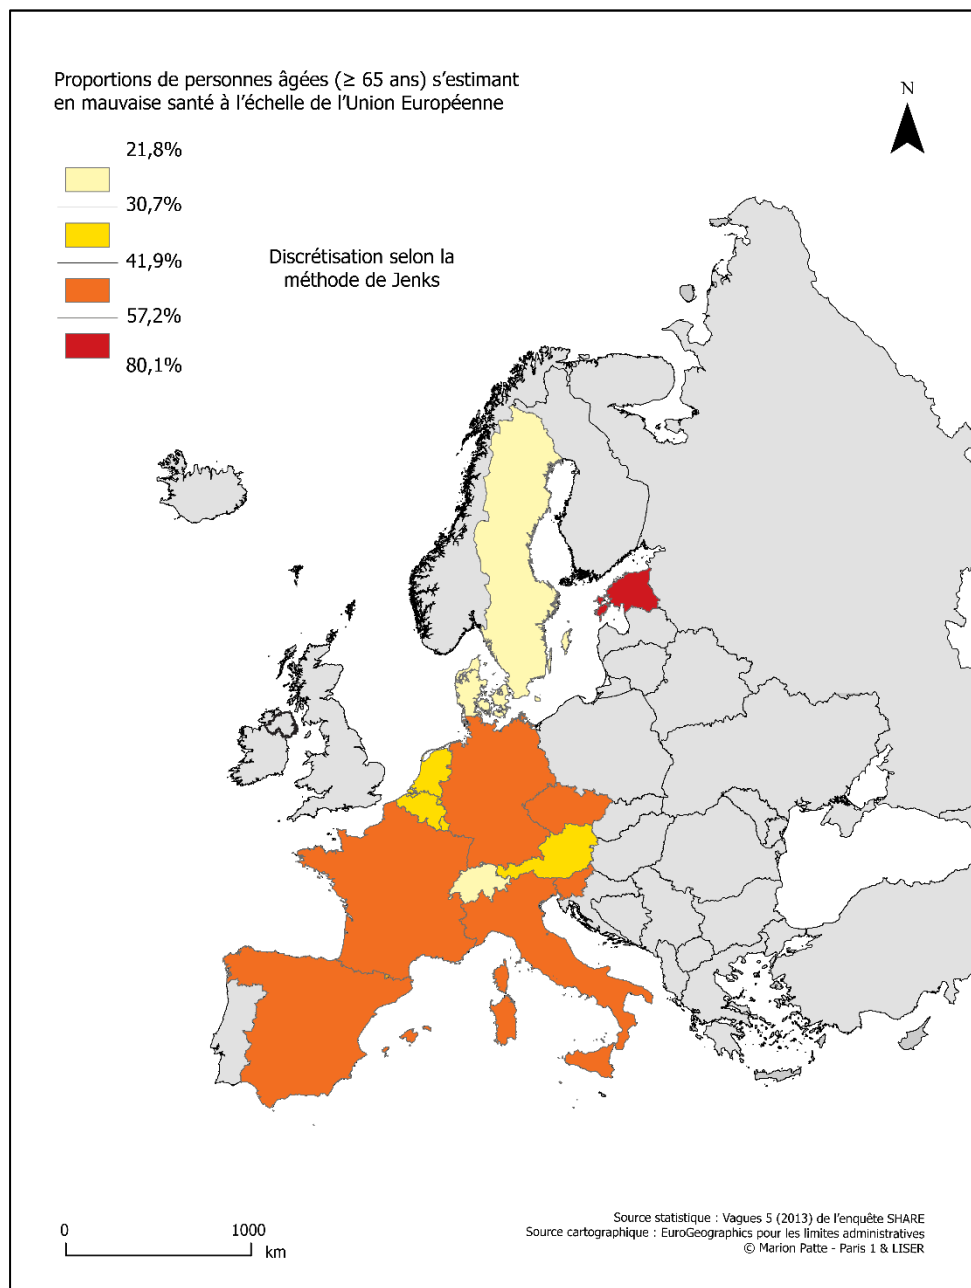 Proportions de personnes âgées (≥ 65 ans) s'estimant
en mauvaise santé à l'échelle de l'Union Européenne
N
21,8%
30,7%
41,9%
57,2%
80,1%
Discrétisation selon la
méthode de Jenks
0 1000
km
Source statistique : Vagues 5 (2013) de l'enquête SHARE
Source cartographique : EuroGeographics pour les limites administratives
© Marion Patte - Paris 1 & LISER